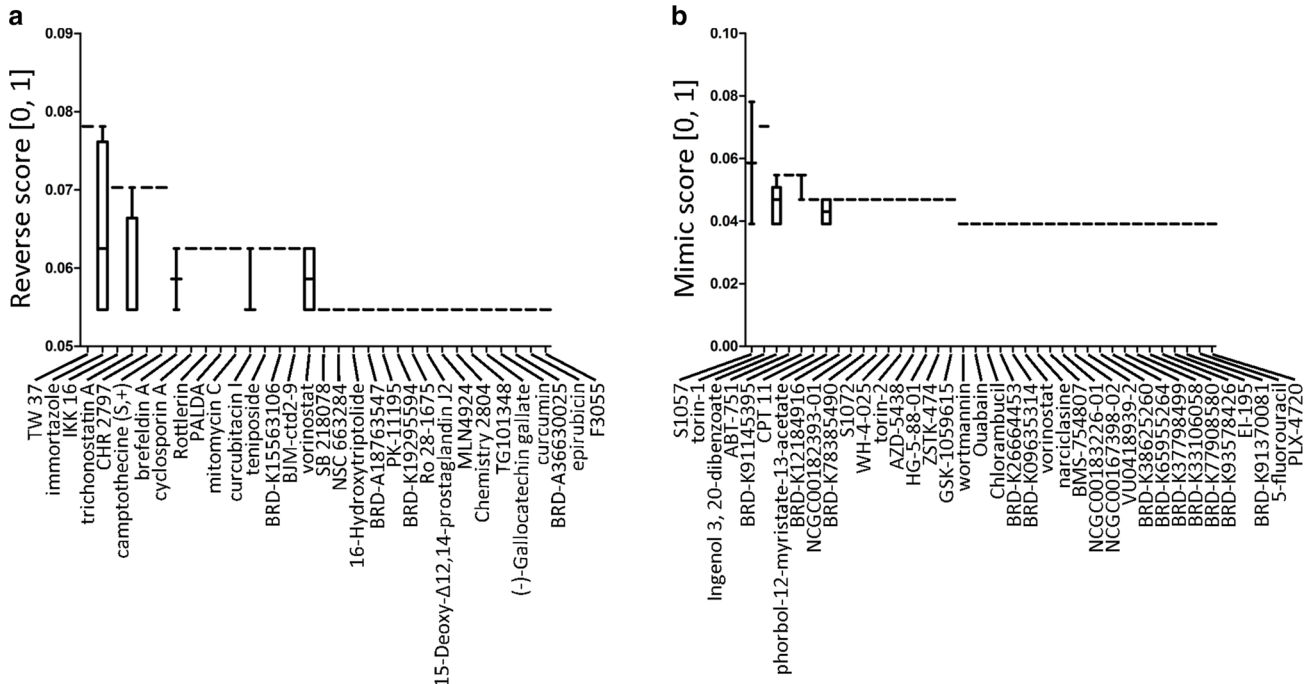 a
Reverse score [0, 1]
0.09
0.08
0.07
0.06
0.05
TW 37
immortazole
IKK 16
trichonostatin A
CHR 2797
camptothecine (S,+)
brefeldin A
cyclosporin A
Rottlerin
PALDA
mitomycin C
curcubitacin I
teniposide
BRD-K15563106
BJM-ctd2-9
vorinostat
SB 218078
NSC 663284
16-Hydroxytriptolide
BRD-A18763547
PK-11195
BRD-K19295594
Ro 28-1675
15-Deoxy-Δ12,14-prostaglandin J2
MLN4924
Chemistry 2804
TG101348
(-)-Gallocatechin gallate
curcumin
BRD-A36630025
epirubicin
F3055
b
Mimic score [0, 1]
0.10
0.08
0.06
0.04
0.02
0.00
S1057
torin-1
Ingenol 3, 20-dibenzoate
ABT-751
BRD-K91145395
CPT 11
phorbol-12-myristate-13-acetate
BRD-K12184916
NCGC00182393-01
BRD-K78385490
S1072
WH-4-025
torin-2
AZD-5438
HG-5-88-01
ZSTK-474
GSK-1059615
wortmannin
Ouabain
Chlorambucil
BRD-K26664453
BRD-K09635314
vorinostat
narciclasine
BMS-754807
NCGC00183226-01
NCGC00167398-02
VU0418939-2
BRD-K38625260
BRD-K65955264
BRD-K37798499
BRD-K33106058
BRD-K77908580
BRD-K93578426
EI-195
BRD-K91370081
5-flurouracil
PLX-4720